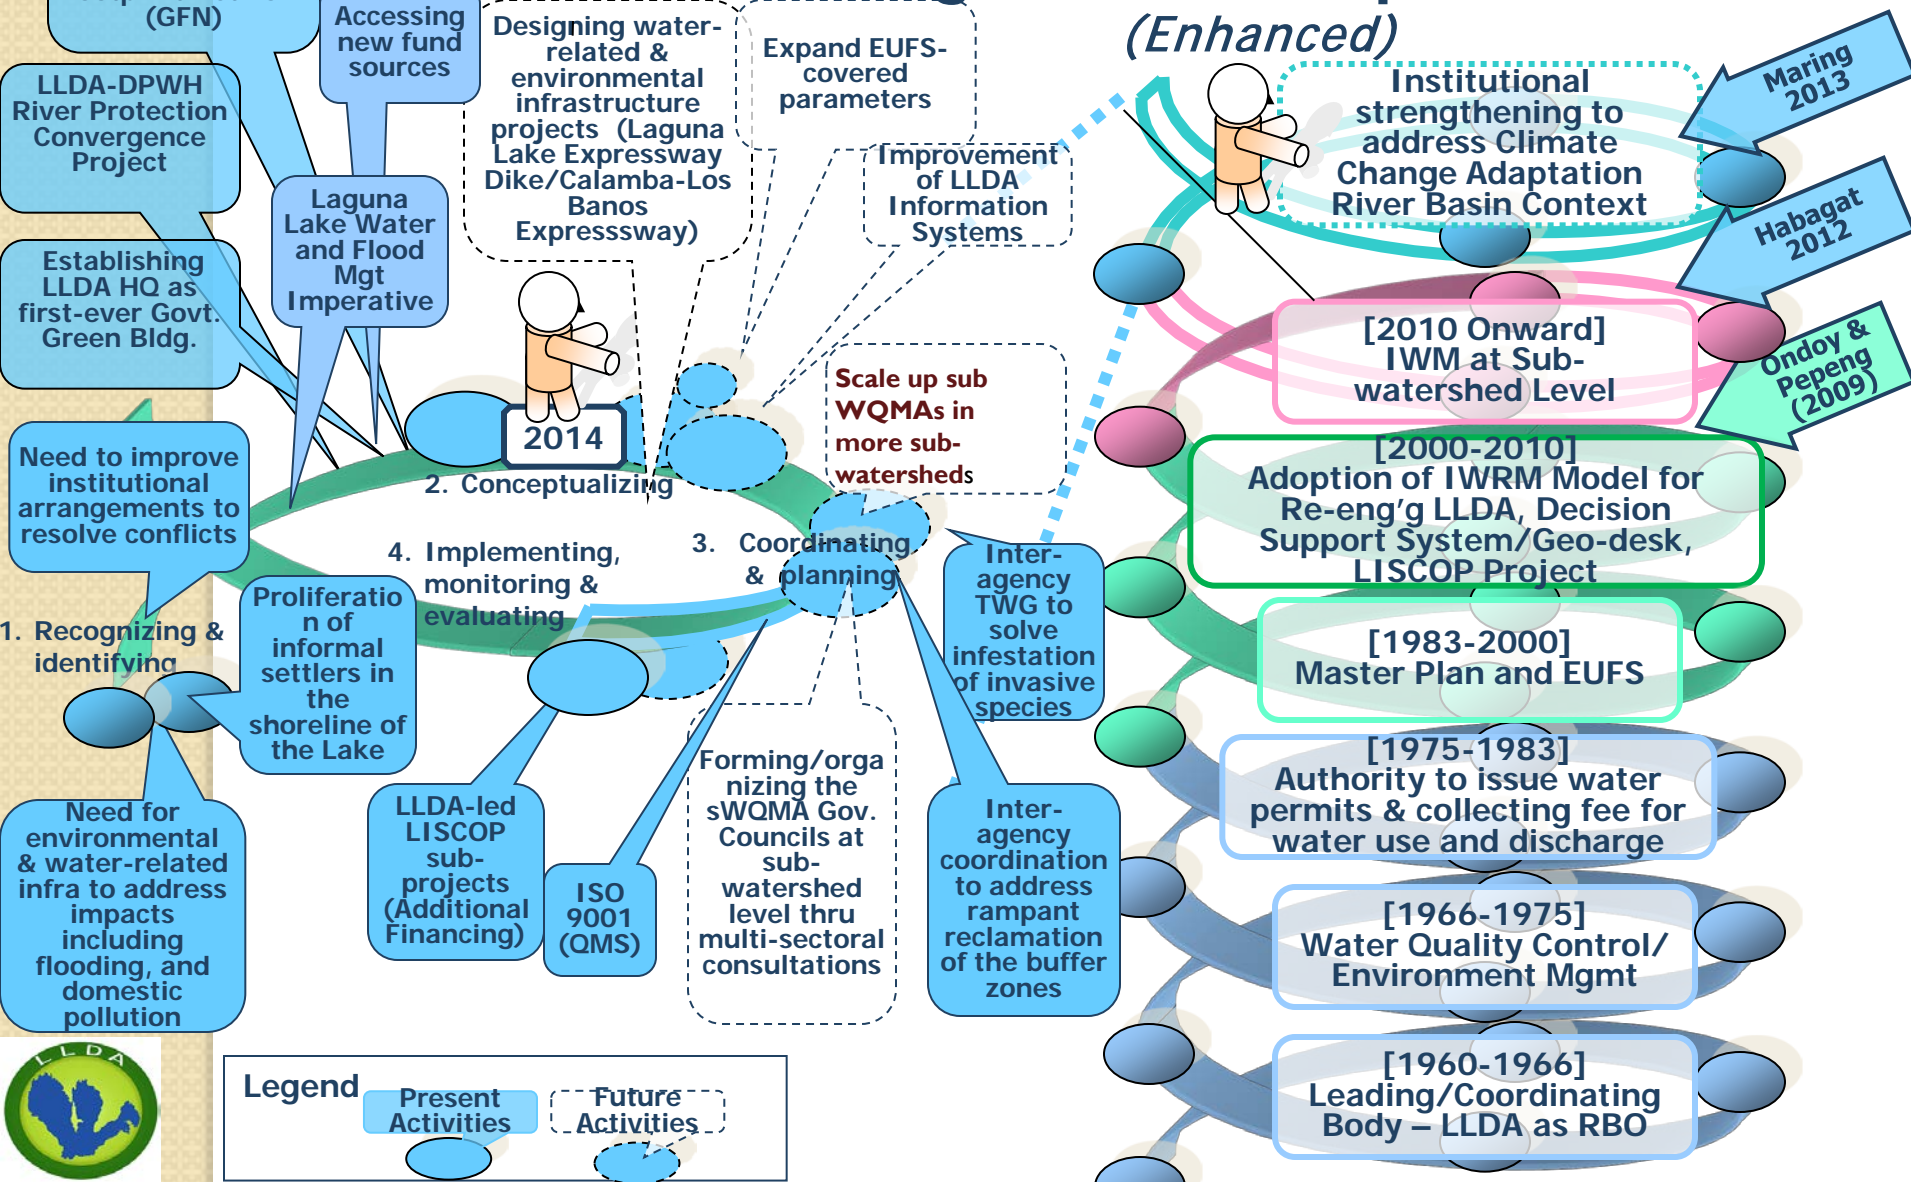 (GFN)
Accessing
new fund
sources
Designing water-
related &
environmental
infrastructure
projects (Laguna
Lake Expressway
Dike/Calamba-Los
Banos
Expresssway)
Expand EUFS-
covered
parameters
Improvement
of LLDA
Information
Systems
(Enhanced)
Institutional
strengthening to
address Climate
Change Adaptation
River Basin Context
Maring
2013
Habagat
2012
Ondoy &
Pepeng
(2009)
LLDA-DPWH
River Protection
Convergence
Project
Laguna
Lake Water
and Flood
Mgt
Imperative
Establishing
LLDA HQ as
first-ever Govt.
Green Bldg.
[2010 Onward]
IWM at Sub-
watershed Level
Scale up sub
WQMAs in
more sub-
watersheds
2014
2. Conceptualizing
Need to improve
institutional
arrangements to
resolve conflicts
[2000-2010]
Adoption of IWRM Model for
Re-eng’g LLDA, Decision
Support System/Geo-desk,
LISCOP Project
4. Implementing,
monitoring &
evaluating
3. Coordinating
& planning
Inter-
agency
TWG to
solve
infestation
of invasive
species
1. Recognizing &
identifying
Proliferatio
n of
informal
settlers in
the
shoreline of
the Lake
[1983-2000]
Master Plan and EUFS
[1975-1983]
Authority to issue water
permits & collecting fee for
water use and discharge
Need for
environmental
& water-related
infra to address
impacts
including
flooding, and
domestic
pollution
LLDA-led
LISCOP
sub-
projects
(Additional
Financing)
ISO
9001
(QMS)
Forming/orga
nizing the
sWQMA Gov.
Councils at
sub-
watershed
level thru
multi-sectoral
consultations
Inter-
agency
coordination
to address
rampant
reclamation
of the buffer
zones
[1966-1975]
Water Quality Control/
Environment Mgmt
[1960-1966]
Leading/Coordinating
Body – LLDA as RBO
LLDA
Legend
Present
Activities
Future
Activities